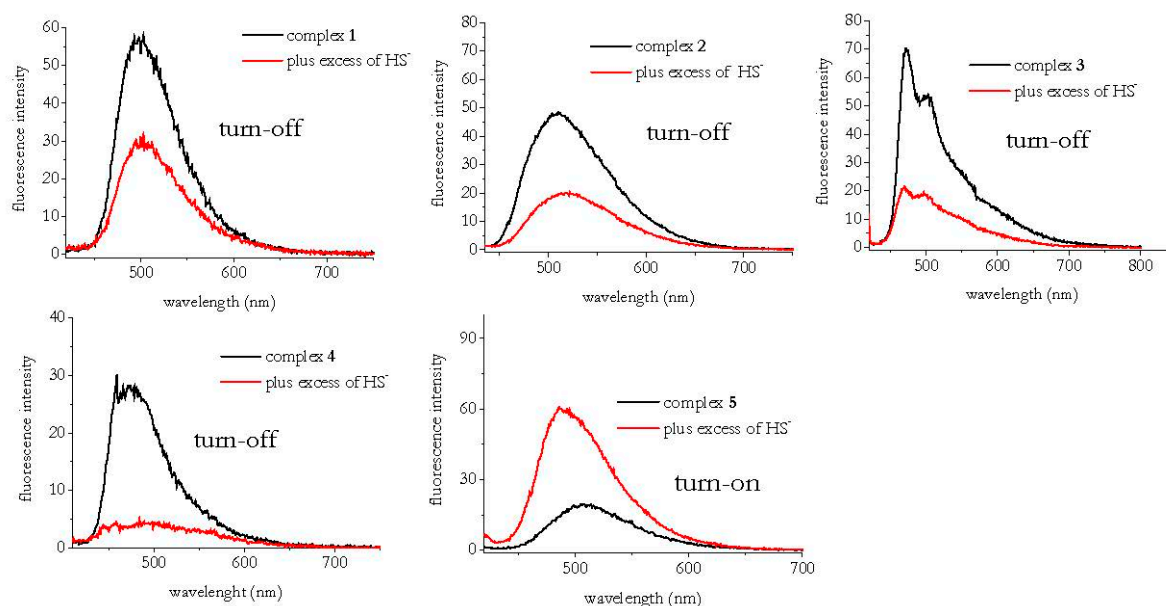 fluorescence intensity
60
50
40
30
20
10
0
complex 1
plus excess of HS-
turn-off
500
600
700
wavelength (nm)
fluorescence intensity
80
70
60
50
40
30
20
10
0
complex 2
plus excess of HS-
turn-off
500
600
700
wavelength (nm)
fluorescence intensity
80
70
60
50
40
30
20
10
0
complex 3
plus excess of HS-
turn-off
500
600
700
800
wavelength (nm)
fluorescence intensity
40
30
20
10
0
complex 4
plus excess of HS-
turn-off
500
600
700
wavelenght (nm)
fluorescence intensity
90
60
30
0
complex 5
plus excess of HS-
turn-on
500
600
700
wavelength (nm)